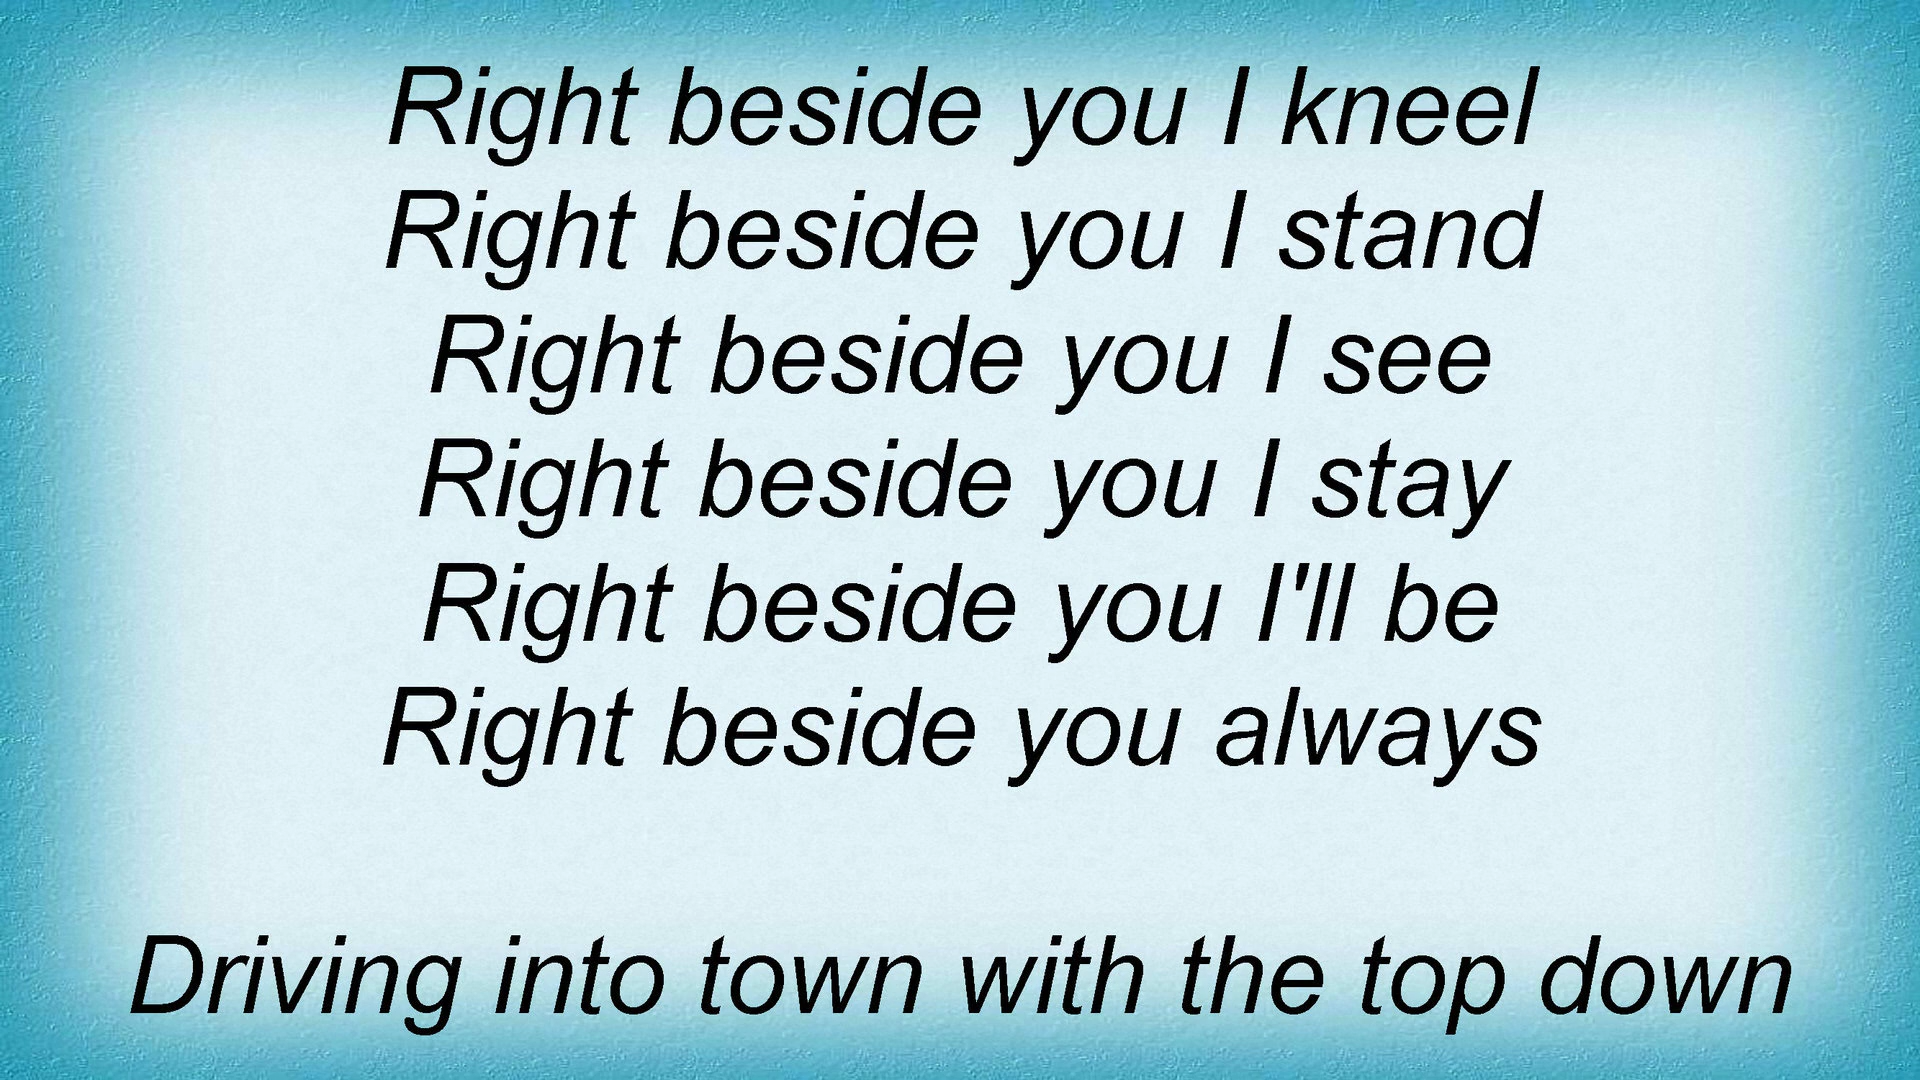 Right beside you I kneel
Right beside you I stand
Right beside you I see
Right beside you I stay
Right beside you I'll be
Right beside you always
Driving into town with the top down